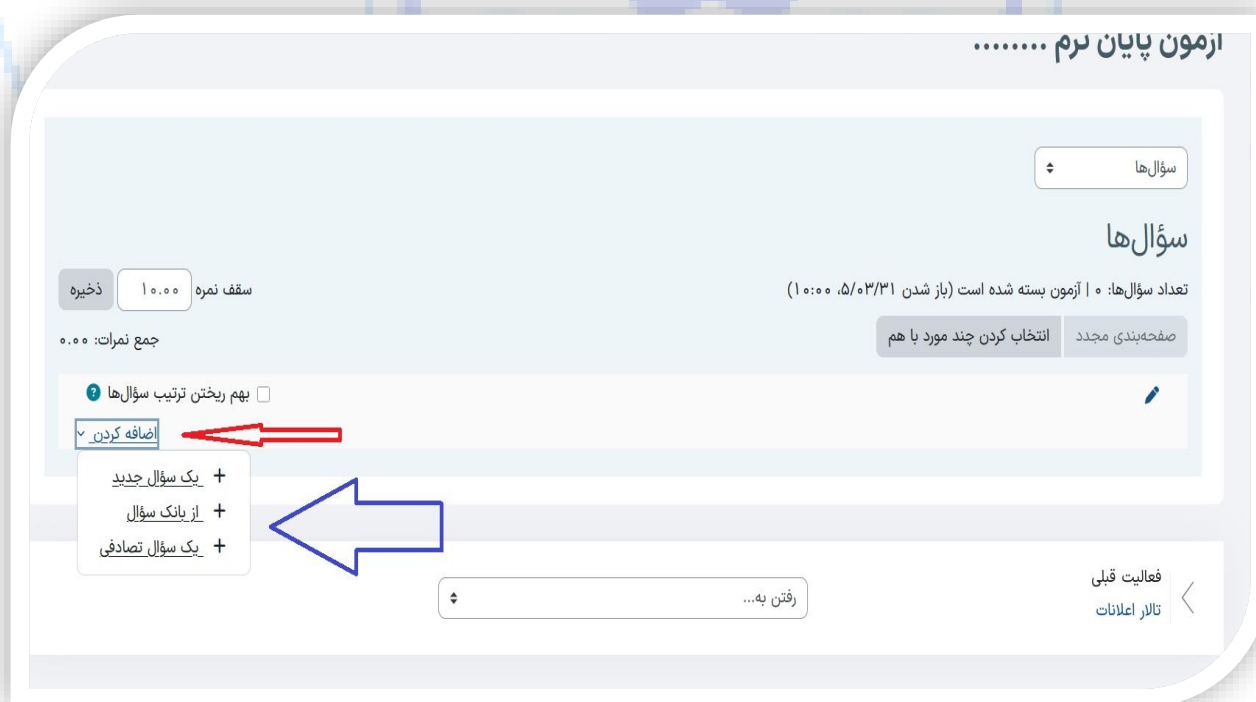 آزمون پایان ترم ........
سؤال‌ها
سؤال‌ها
تعداد سؤال‌ها: ۰ | آزمون بسته شده است (باز شدن ۵/۰۳/۳۱، ۱۰:۰۰)
سقف نمره ۱۰.۰۰ ذخیره
صفحه‌بندی مجدد انتخاب کردن چند مورد با هم
جمع نمرات: ۰.۰۰
بهم ریختن ترتیب سؤال‌ها ?
اضافه کردن
+ یک سؤال جدید
+ از بانک سؤال
+ یک سؤال تصادفی
فعالیت قبلی
تالار اعلانات
رفتن به...